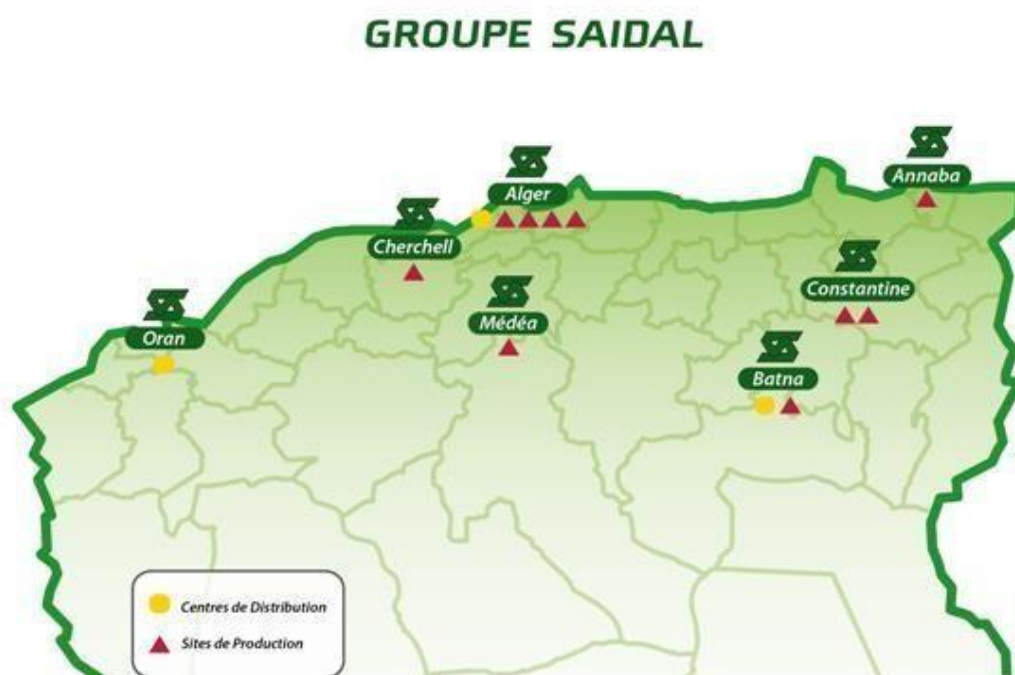 GROUPE SAIDAL
Annaba
Alger
Cherchell
Constantine
Médéa
Oran
Batna
Centres de Distribution
Sites de Production